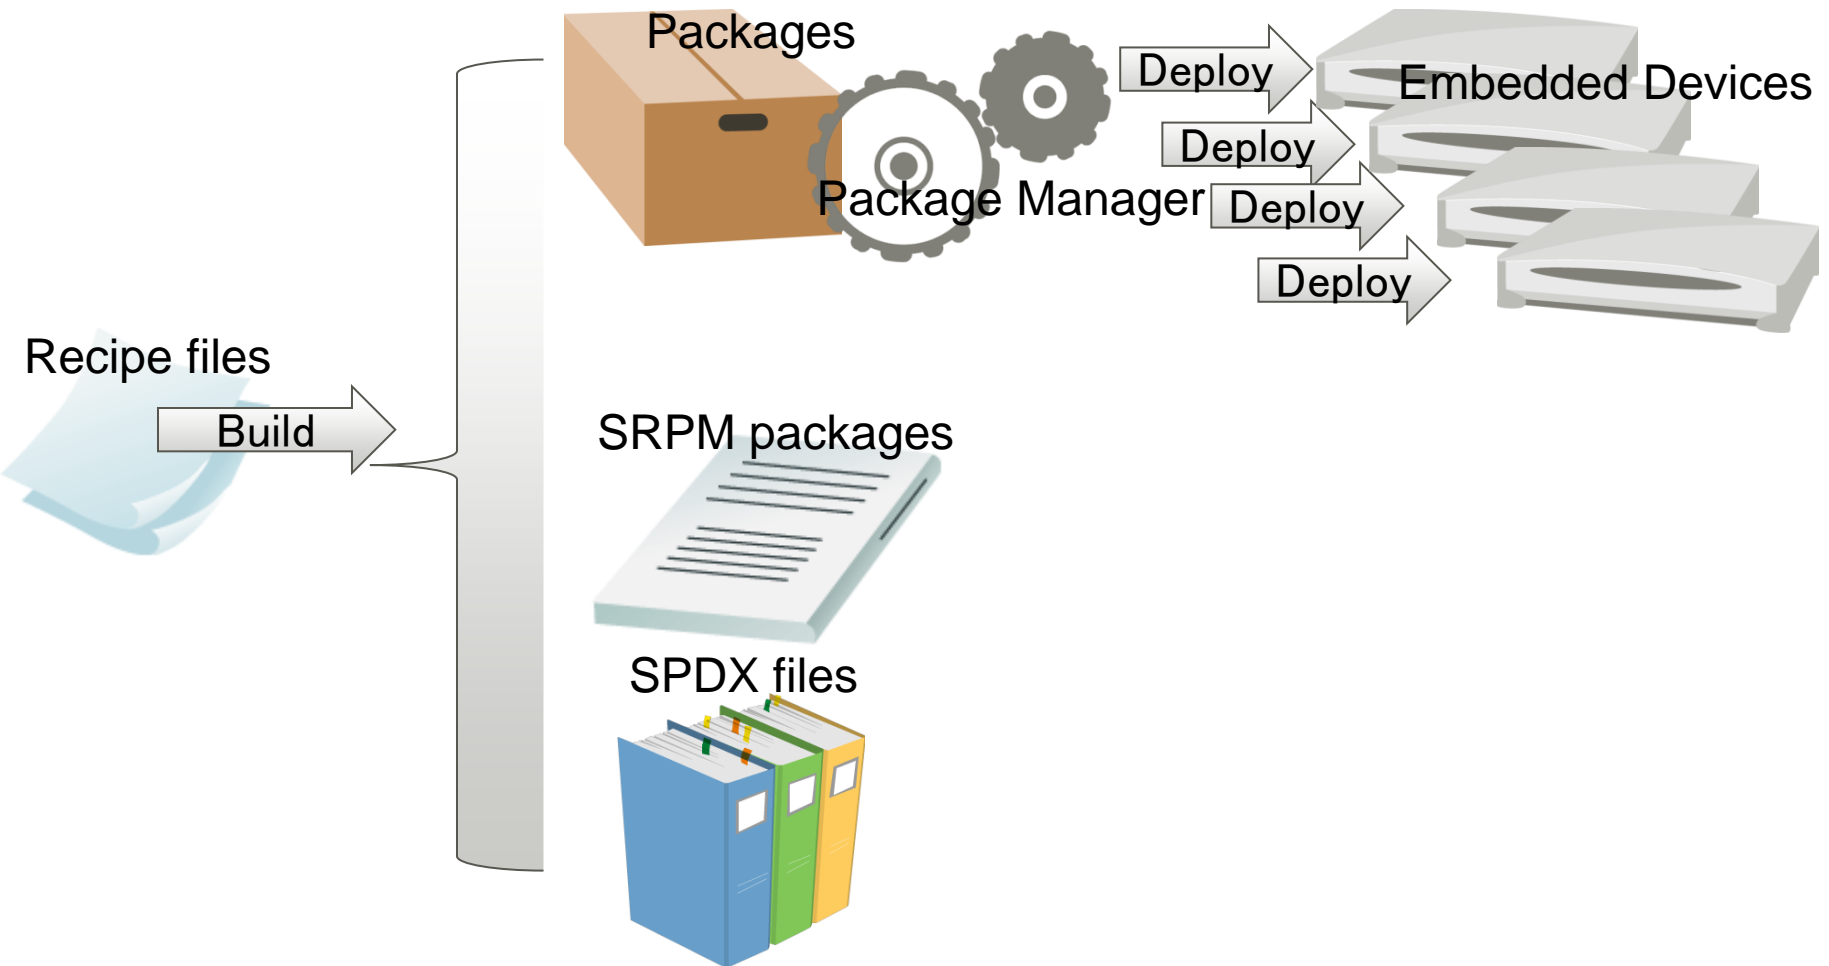 Packages
Deploy
Embedded Devices
Deploy
Package Manager
Deploy
Deploy
Recipe files
Build
SRPM packages
SPDX files